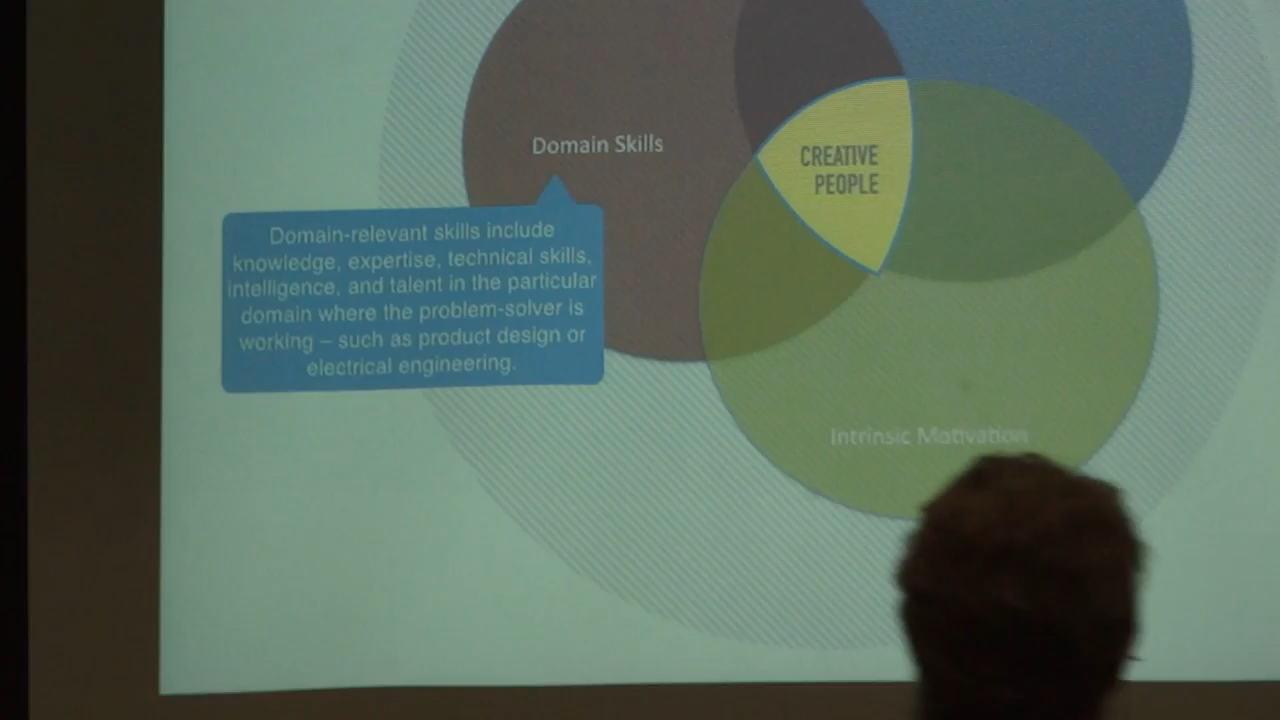 Domain Skills
CREATIVE
PEOPLE
Domain-relevant skills include
knowledge, expertise, technical skills,
intelligence, and talent in the particular
domain where the problem-solver is
working – such as product design or
electrical engineering.
Intrinsic Motivation